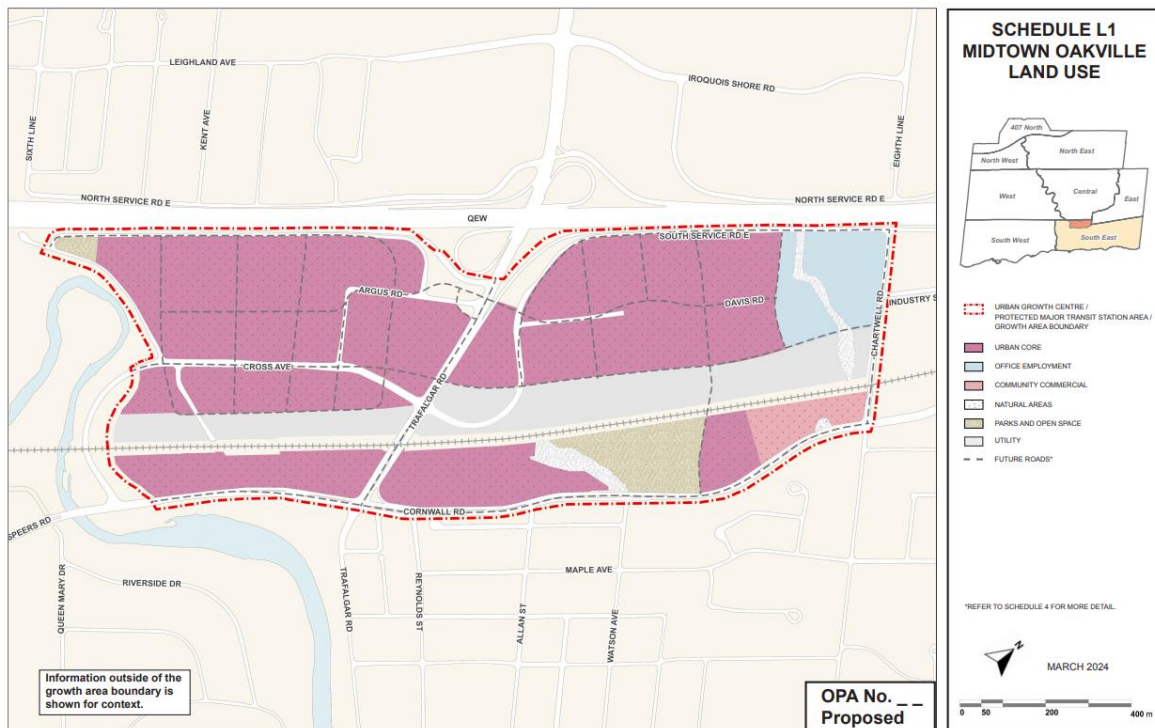 LEIGHLAND AVE
IROQUOIS SHORE RD
SIXTH LINE
KENT AVE
EIGHTH LINE
NORTH SERVICE RD E
NORTH SERVICE RD E
QEW
SOUTH SERVICE RD E
ARGUS RD
DAVIS RD
INDUSTRY S
CHARTWELL RD
CROSS AVE
TRAFALGAR RD
CORNWALL RD
SPEERS RD
QUEEN MARY DR
RIVERSIDE DR
TRAFALGAR RD
REYNOLDS ST
ALLAN ST
MAPLE AVE
WATSON AVE
Information outside of the
growth area boundary is
shown for context.
OPA No. _ _
Proposed
SCHEDULE L1
MIDTOWN OAKVILLE
LAND USE
407 North
North West
North East
West
Central
East
South West
South East
URBAN GROWTH CENTRE /
PROTECTED MAJOR TRANSIT STATION AREA /
GROWTH AREA BOUNDARY
URBAN CORE
OFFICE EMPLOYMENT
COMMUNITY COMMERCIAL
NATURAL AREAS
PARKS AND OPEN SPACE
UTILITY
FUTURE ROADS*
*REFER TO SCHEDULE 4 FOR MORE DETAIL.
N
MARCH 2024
0 50 200 400 m